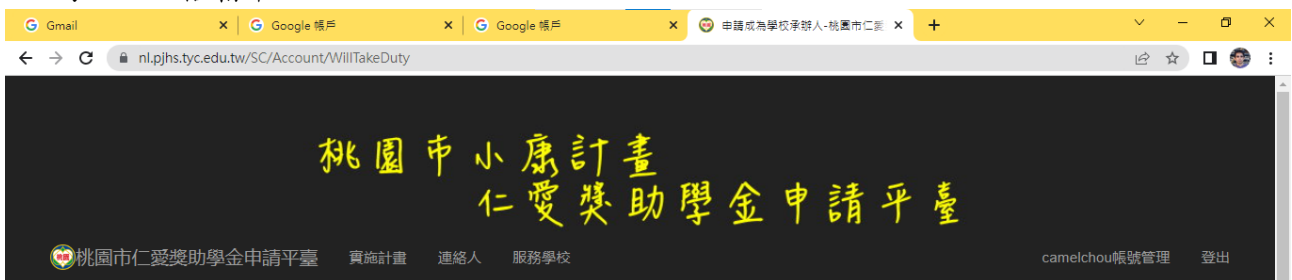 Gmail
Google 帳戶
Google 帳戶
申請成為學校承辦人-桃園市仁愛
nl.pjhs.tyc.edu.tw/SC/Account/WillTakeDuty
桃園市小康計畫
仁愛獎助學金申請平臺
桃園市仁愛獎助學金申請平臺
實施計畫
連絡人
服務學校
camelchou帳號管理
登出